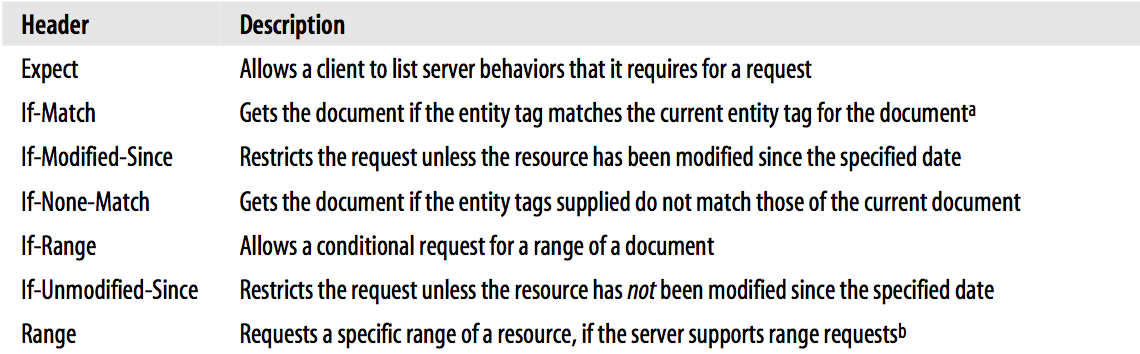 Header Description
Expect Allows a client to list server behaviors that it requires for a request
If-Match Gets the document if the entity tag matches the current entity tag for the documentᵃ
If-Modified-Since Restricts the request unless the resource has been modified since the specified date
If-None-Match Gets the document if the entity tags supplied do not match those of the current document
If-Range Allows a conditional request for a range of a document
If-Unmodified-Since Restricts the request unless the resource has not been modified since the specified date
Range Requests a specific range of a resource, if the server supports range requestsᵇ